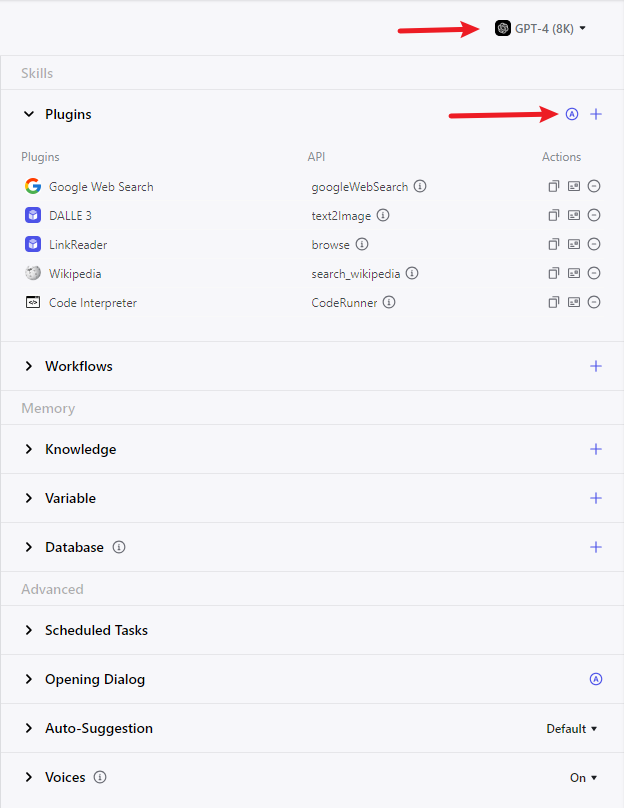 GPT-4 (8K)
Skills
Plugins
Plugins API Actions
Google Web Search googleWebSearch
DALLE 3 text2Image
LinkReader browse
Wikipedia search_wikipedia
Code Interpreter CodeRunner
Workflows
Memory
Knowledge
Variable
Database
Advanced
Scheduled Tasks
Opening Dialog
Auto-Suggestion Default
Voices On